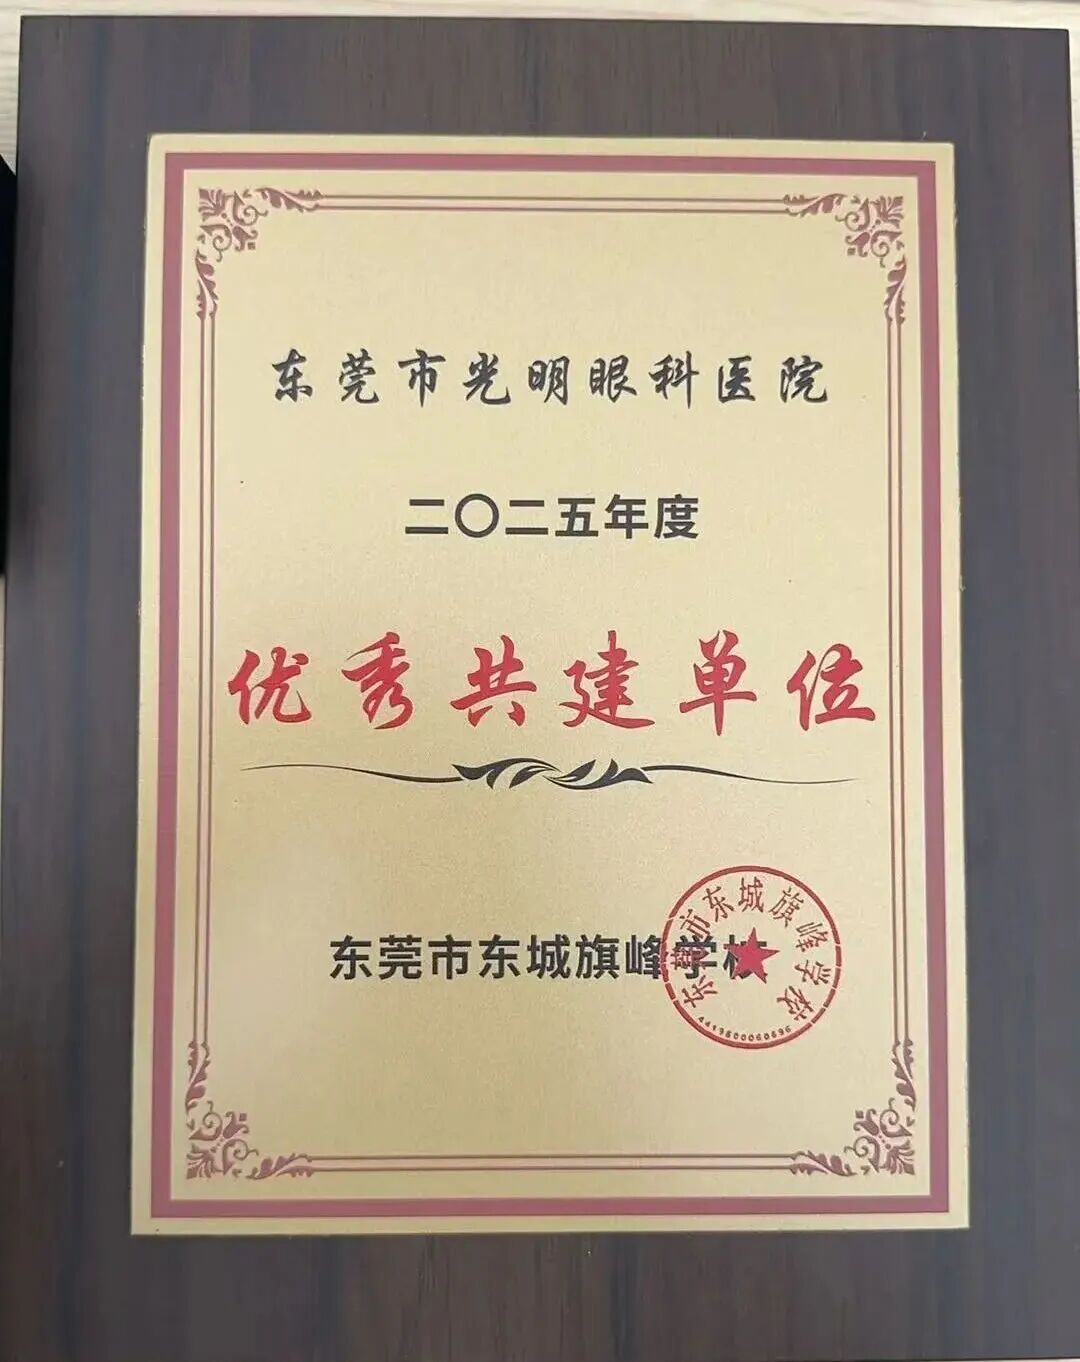 东莞市光明眼科医院
二〇二五年度
优秀共建单位
东莞市东城旗峰学校
东莞市东城旗峰学校